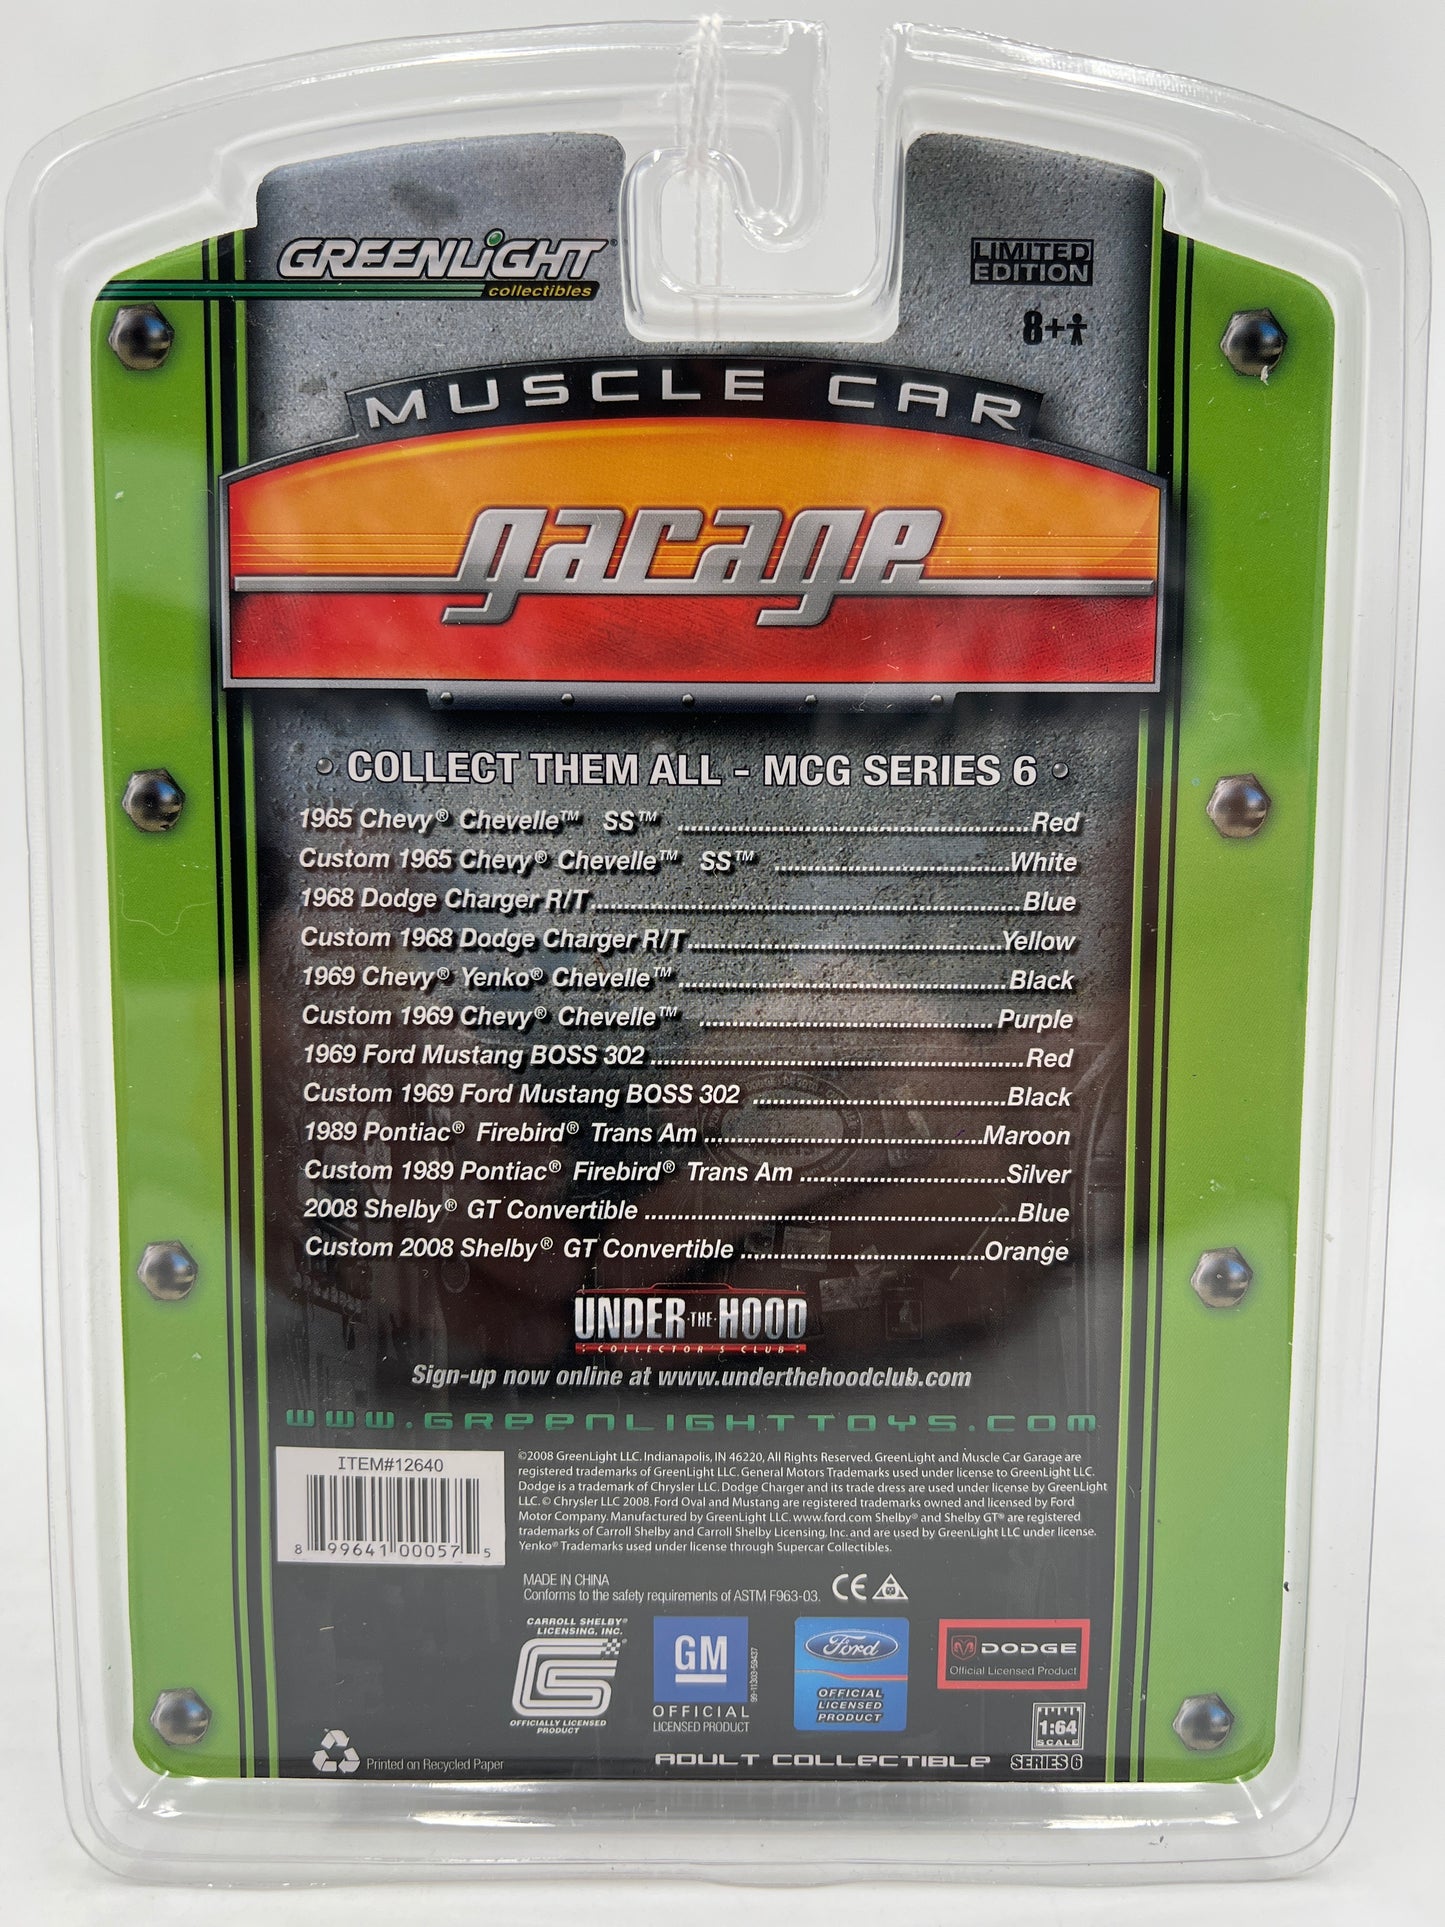 GREENLiGHT
collectibles
LIMITED
EDITION
8+
MUSCLE CAR
garage
COLLECT THEM ALL - MCG SERIES 6
1965 Chevy® Chevelle™ SS™ ..........Red
Custom 1965 Chevy® Chevelle™ SS™ ..........White
1968 Dodge Charger R/T..........Blue
Custom 1968 Dodge Charger R/T..........Yellow
1969 Chevy® Yenko® Chevelle™ ..........Black
Custom 1969 Chevy® Chevelle™ ..........Purple
1969 Ford Mustang BOSS 302 ..........Red
Custom 1969 Ford Mustang BOSS 302 ..........Black
1989 Pontiac® Firebird® Trans Am ..........Maroon
Custom 1989 Pontiac® Firebird® Trans Am ..........Silver
2008 Shelby® GT Convertible ..........Blue
Custom 2008 Shelby® GT Convertible ..........Orange
UNDER·THE·HOOD
COLLECTOR'S CLUB
Sign-up now online at www.underthehoodclub.com
www.GREENLIGHTTOYS.COM
ITEM#12640
8 99641 00057 5
©2008 GreenLight LLC. Indianapolis, IN 46220, All Rights Reserved. GreenLight and Muscle Car Garage are
registered trademarks of GreenLight LLC. General Motors Trademarks used under license to GreenLight LLC.
Dodge is a trademark of Chrysler LLC. Dodge Charger and its trade dress are used under license by GreenLight
LLC. © Chrysler LLC 2008. Ford Oval and Mustang are registered trademarks owned and licensed by Ford
Motor Company. Manufactured by GreenLight LLC. www.ford.com Shelby® and Shelby GT® are registered
trademarks of Carroll Shelby and Carroll Shelby Licensing, Inc. and are used by GreenLight LLC under license.
Yenko® Trademarks used under license through Supercar Collectibles.
MADE IN CHINA
Conforms to the safety requirements of ASTM F963-03.
CE
CARROLL SHELBY®
LICENSING, INC.
CS
OFFICIALLY LICENSED
PRODUCT
GM
OFFICIAL
LICENSED PRODUCT
99-11303-59437
Ford
OFFICIAL
LICENSED
PRODUCT
DODGE
Official Licensed Product
1:64
SCALE
SERIES 6
Printed on Recycled Paper
ADULT COLLECTIBLE